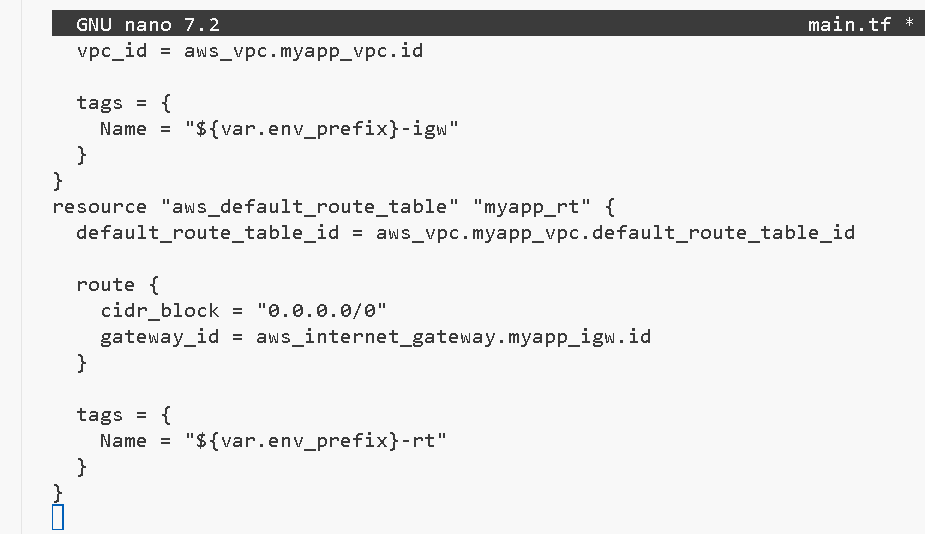 GNU nano 7.2 main.tf *
vpc_id = aws_vpc.myapp_vpc.id
tags = {
Name = "${var.env_prefix}-igw"
}
}
resource "aws_default_route_table" "myapp_rt" {
default_route_table_id = aws_vpc.myapp_vpc.default_route_table_id
route {
cidr_block = "0.0.0.0/0"
gateway_id = aws_internet_gateway.myapp_igw.id
}
tags = {
Name = "${var.env_prefix}-rt"
}
}